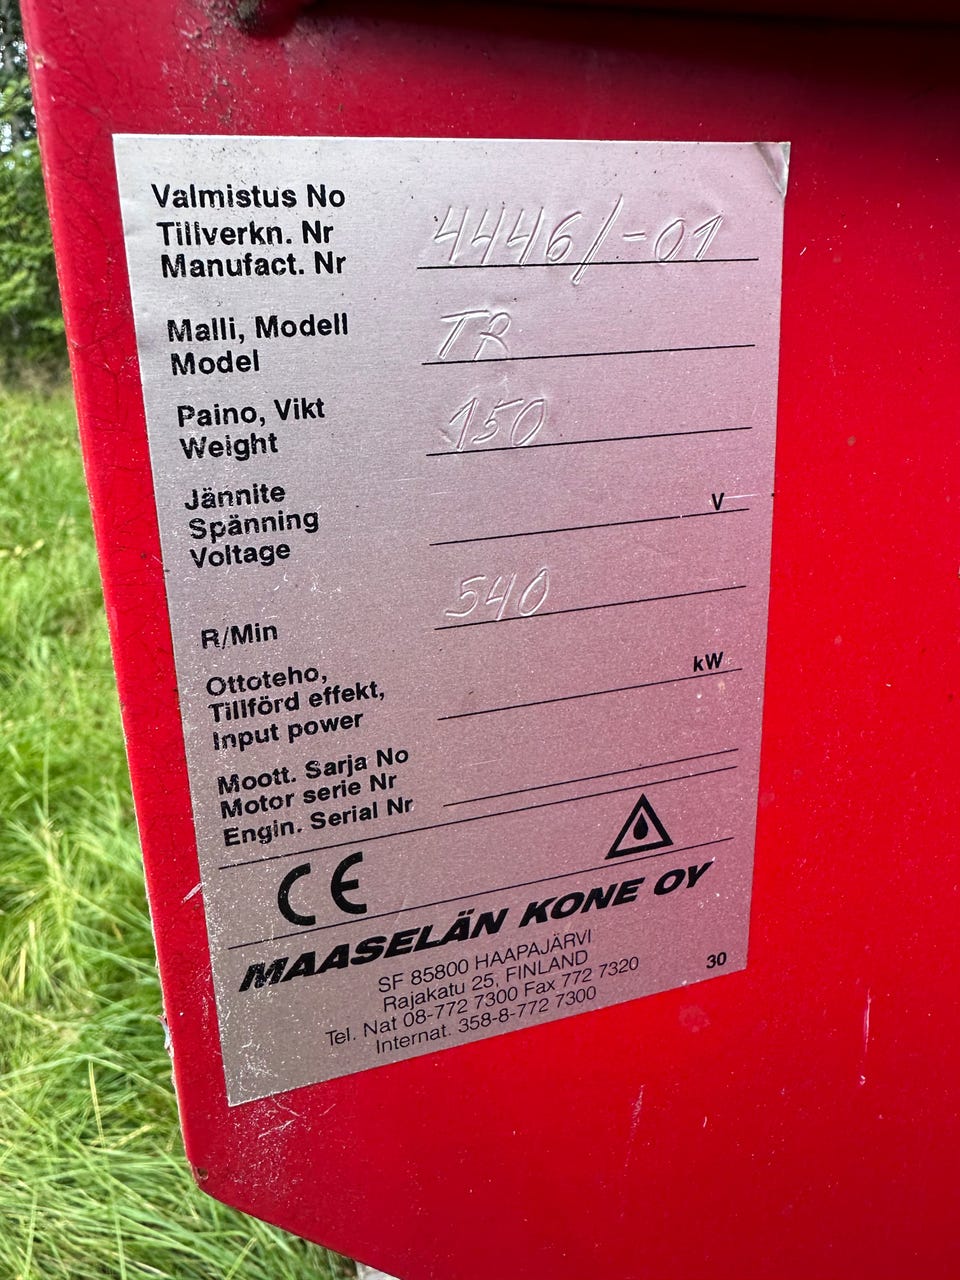 Valmistus No
Tillverkn. Nr
Manufact. Nr 4446/-01
Malli, Modell
Model TR
Paino, Vikt
Weight 150
Jännite
Spänning
Voltage V
R/Min 540
Ottoteho,
Tillförd effekt,
Input power kW
Moott. Sarja No
Motor serie Nr
Engin. Serial Nr
CE
MAASELÄN KONE OY
SF 85800 HAAPAJÄRVI
Rajakatu 25, FINLAND
Tel. Nat 08-772 7300 Fax 772 7320
Internat. 358-8-772 7300
30